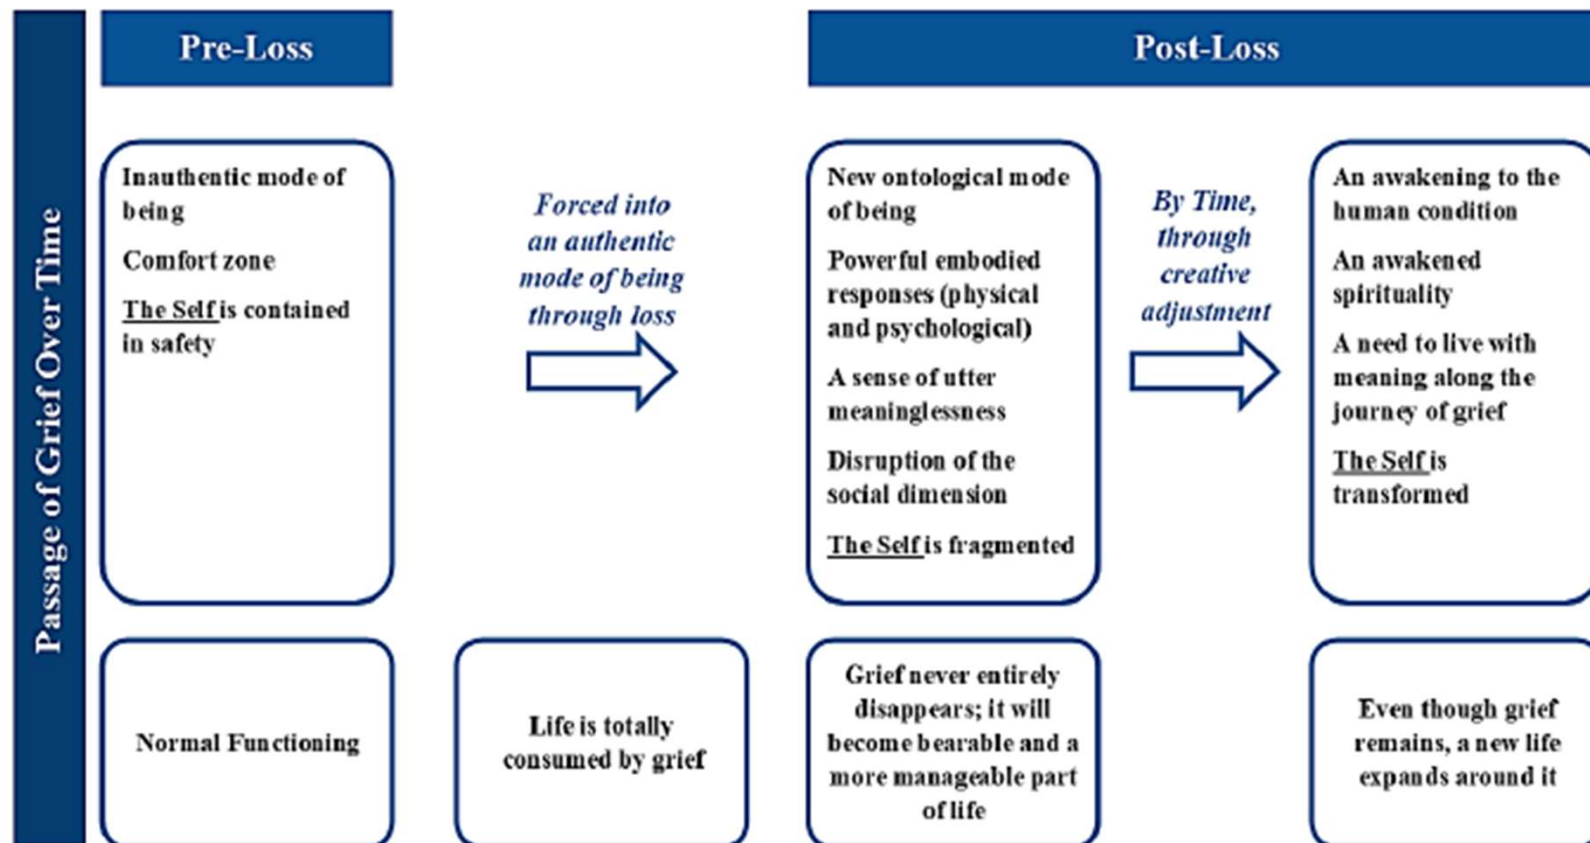 Passage of Grief Over Time
Pre-Loss
Post-Loss
Inauthentic mode of
being
Comfort zone
The Self is contained
in safety
Forced into
an authentic
mode of being
through loss
New ontological mode
of being
Powerful embodied
responses (physical
and psychological)
A sense of utter
meaninglessness
Disruption of the
social dimension
The Self is fragmented
By Time,
through
creative
adjustment
An awakening to the
human condition
An awakened
spirituality
A need to live with
meaning along the
journey of grief
The Self is
transformed
Normal Functioning
Life is totally
consumed by grief
Grief never entirely
disappears; it will
become bearable and a
more manageable part
of life
Even though grief
remains, a new life
expands around it